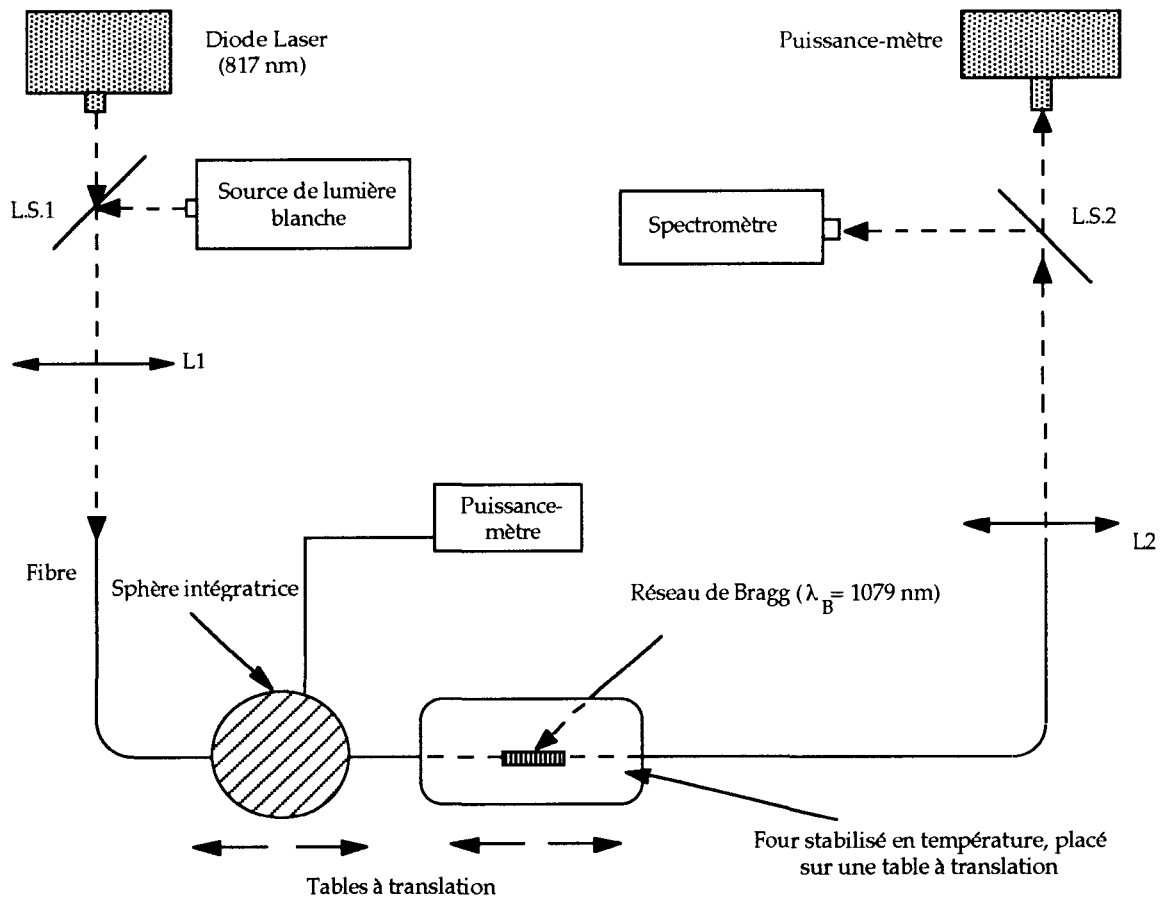 Diode Laser
(817 nm)
Puissance-mètre
L.S.1
Source de lumière
blanche
Spectromètre
L.S.2
L1
Puissance-
mètre
L2
Fibre
Sphère intégratrice
Réseau de Bragg (λ_B= 1079 nm)
Four stabilisé en température, placé
sur une table à translation
Tables à translation